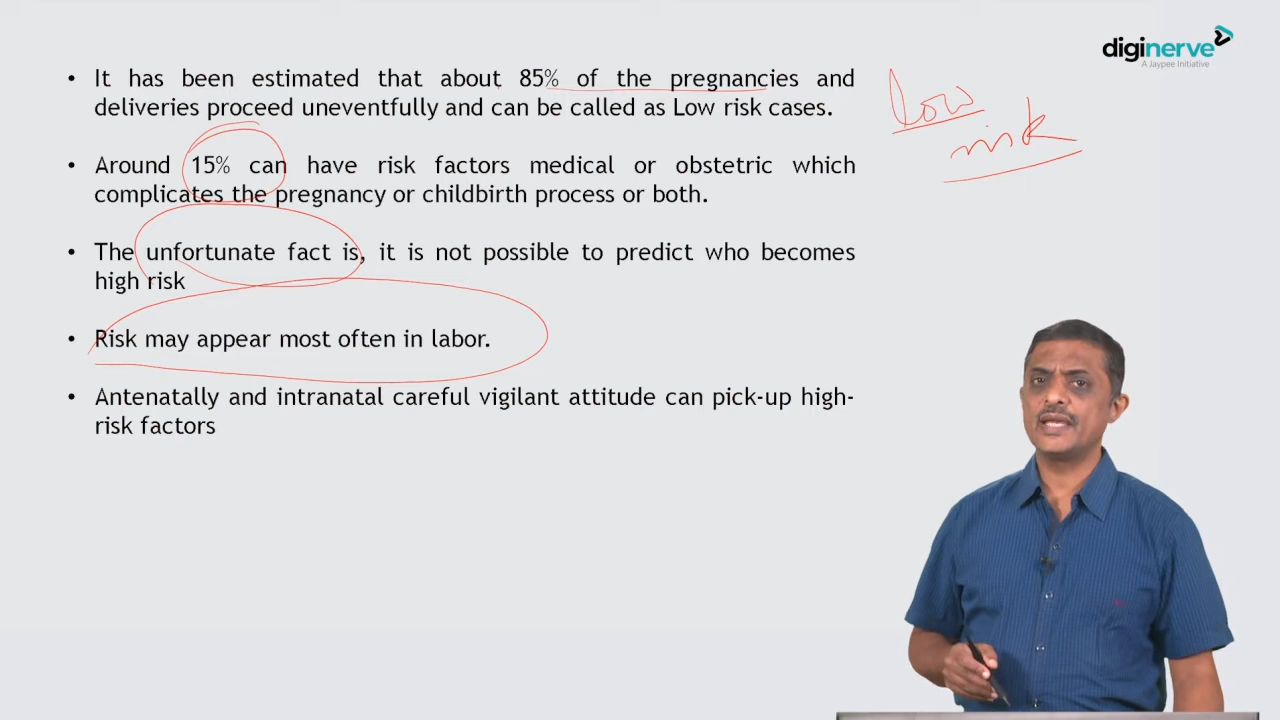 diginerve
A Jaypee Initiative
• It has been estimated that about 85% of the pregnancies and
deliveries proceed uneventfully and can be called as Low risk cases.
low
risk
• Around 15% can have risk factors medical or obstetric which
complicates the pregnancy or childbirth process or both.
• The unfortunate fact is, it is not possible to predict who becomes
high risk
• Risk may appear most often in labor.
• Antenatally and intranatal careful vigilant attitude can pick-up high-
risk factors